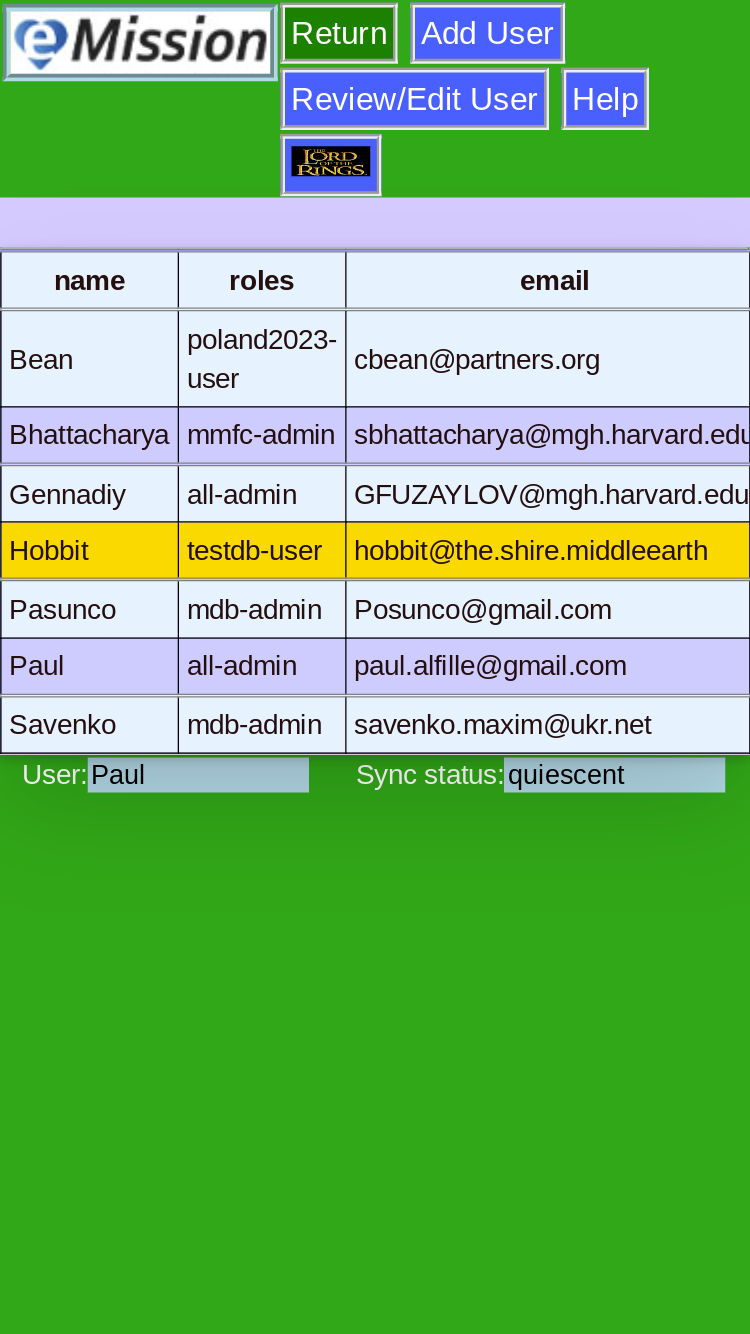 eMission
Return Add User
Review/Edit User Help
THE LORD OF THE RINGS
name roles email
Bean poland2023-user cbean@partners.org
Bhattacharya mmfc-admin sbhattacharya@mgh.harvard.edu
Gennadiy all-admin GFUZAYLOV@mgh.harvard.edu
Hobbit testdb-user hobbit@the.shire.middleearth
Pasunco mdb-admin Posunco@gmail.com
Paul all-admin paul.alfille@gmail.com
Savenko mdb-admin savenko.maxim@ukr.net
User: Paul Sync status: quiescent